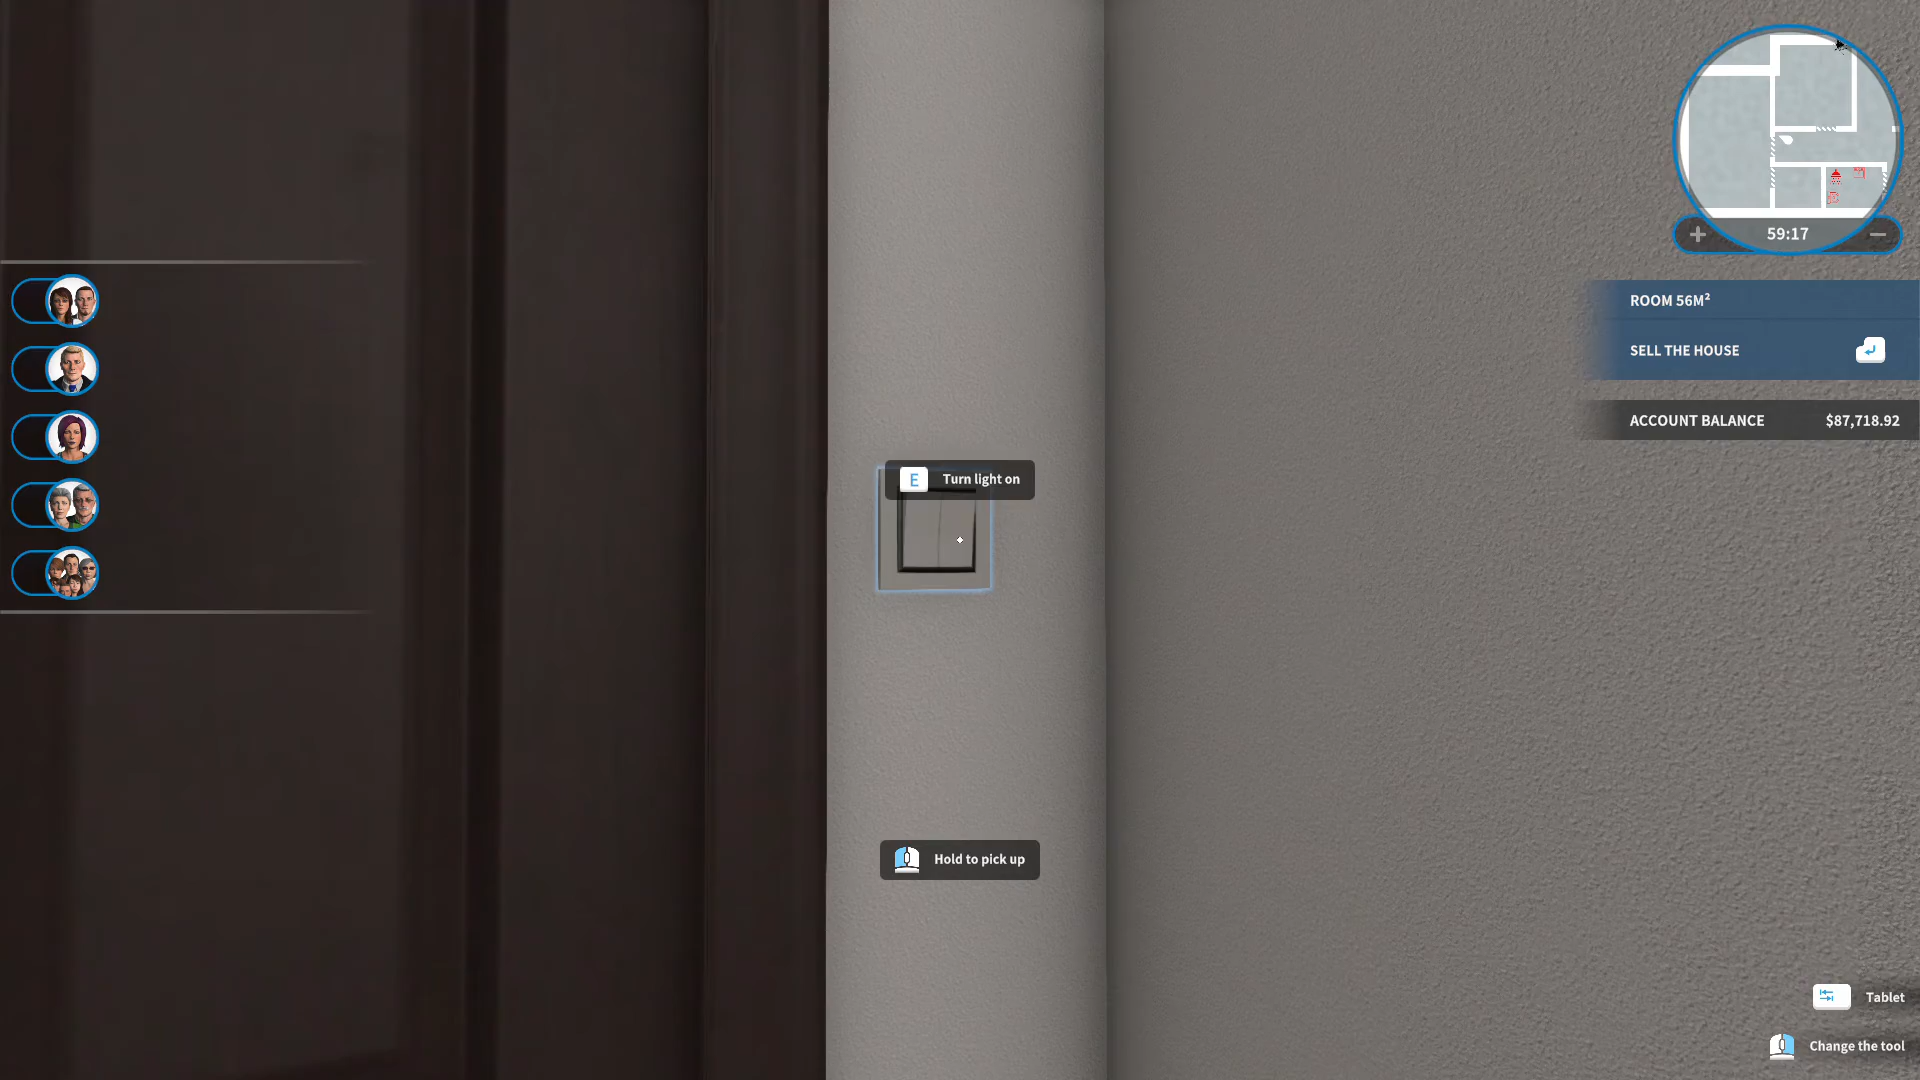 59:17
ROOM 56M²
SELL THE HOUSE
ACCOUNT BALANCE $87,718.92
E Turn light on
Hold to pick up
Tablet
Change the tool